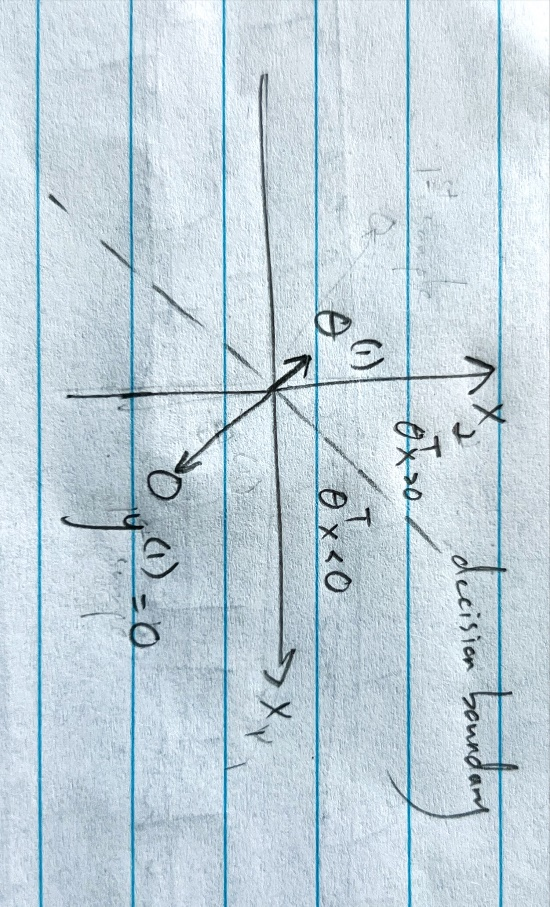 x₂
decision boundary
θᵀx>0
θᵀx<0
θ⁽¹⁾
x₁
y⁽¹⁾=0